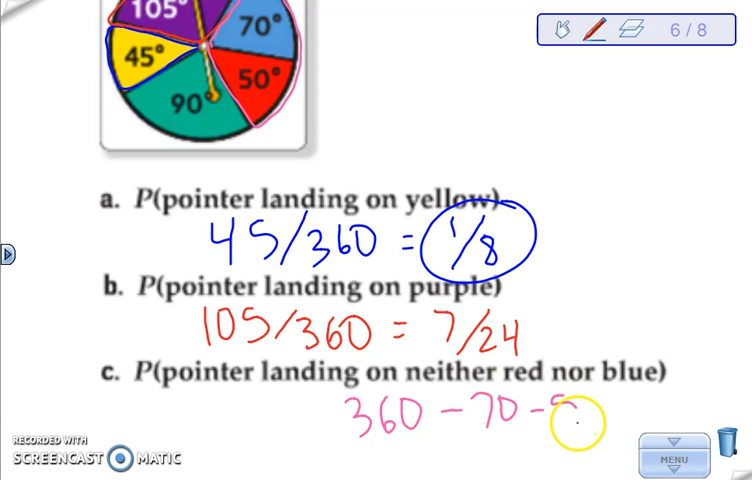 105°
70°
45°
50°
90°
6 / 8
a. P(pointer landing on yellow)
45/360 = 1/8
b. P(pointer landing on purple)
105/360 = 7/24
c. P(pointer landing on neither red nor blue)
360 - 70 -
RECORDED WITH
SCREENCAST MATIC
MENU